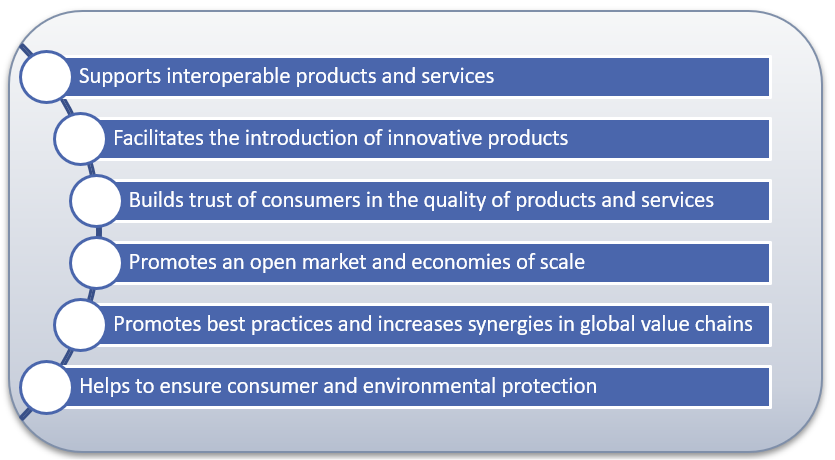 Supports interoperable products and services
Facilitates the introduction of innovative products
Builds trust of consumers in the quality of products and services
Promotes an open market and economies of scale
Promotes best practices and increases synergies in global value chains
Helps to ensure consumer and environmental protection